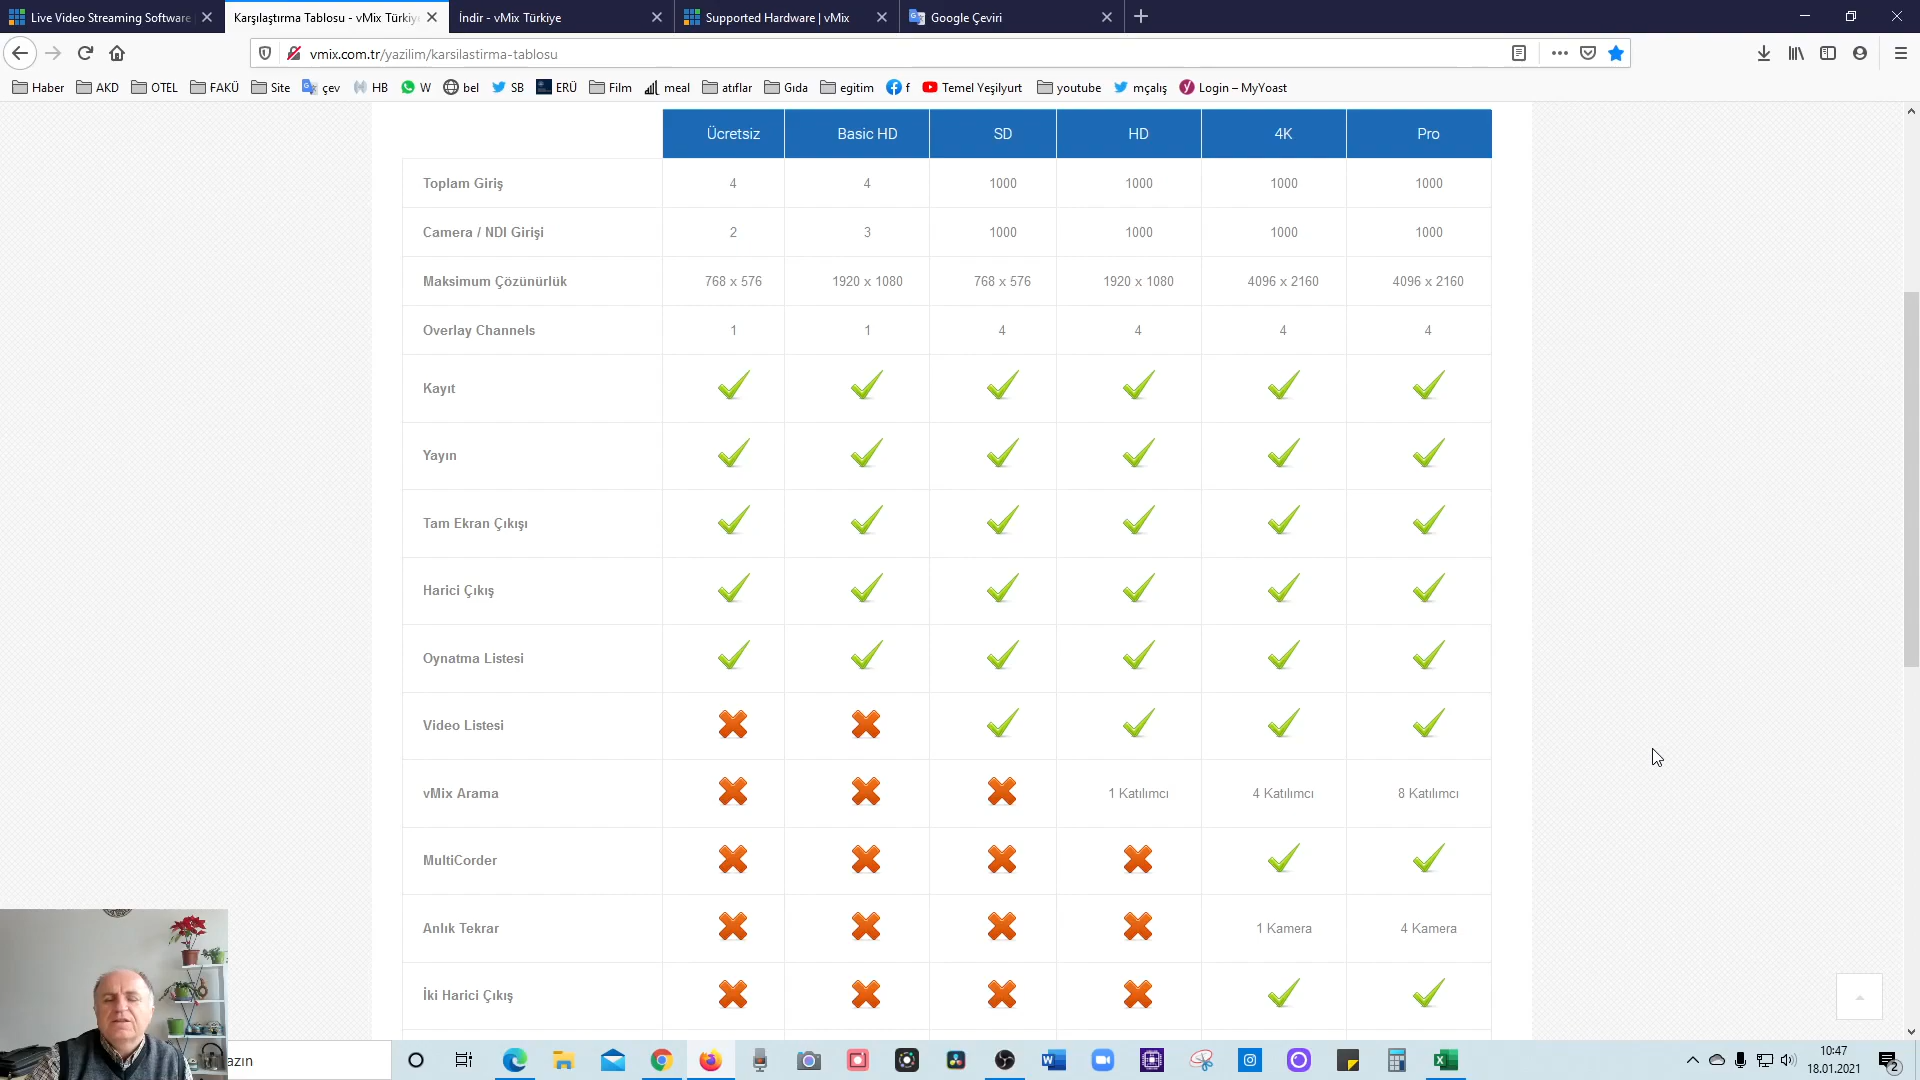 Live Video Streaming Software
Karşılaştırma Tablosu - vMix Türkiye
İndir - vMix Türkiye
Supported Hardware | vMix
Google Çeviri
vmix.com.tr/yazilim/karsilastirma-tablosu
Haber AKD OTEL FAKÜ Site çev HB W bel SB ERÜ Film meal atıflar Gıda egitim f Temel Yeşilyurt youtube mçalış Login – MyYoast
Ücretsiz Basic HD SD HD 4K Pro
Toplam Giriş 4 4 1000 1000 1000 1000
Camera / NDI Girişi 2 3 1000 1000 1000 1000
Maksimum Çözünürlük 768 x 576 1920 x 1080 768 x 576 1920 x 1080 4096 x 2160 4096 x 2160
Overlay Channels 1 1 4 4 4 4
Kayıt
Yayın
Tam Ekran Çıkışı
Harici Çıkış
Oynatma Listesi
Video Listesi
vMix Arama 1 Katılımcı 4 Katılımcı 8 Katılımcı
MultiCorder
Anlık Tekrar 1 Kamera 4 Kamera
İki Harici Çıkış
azın
10:47
18.01.2021
2